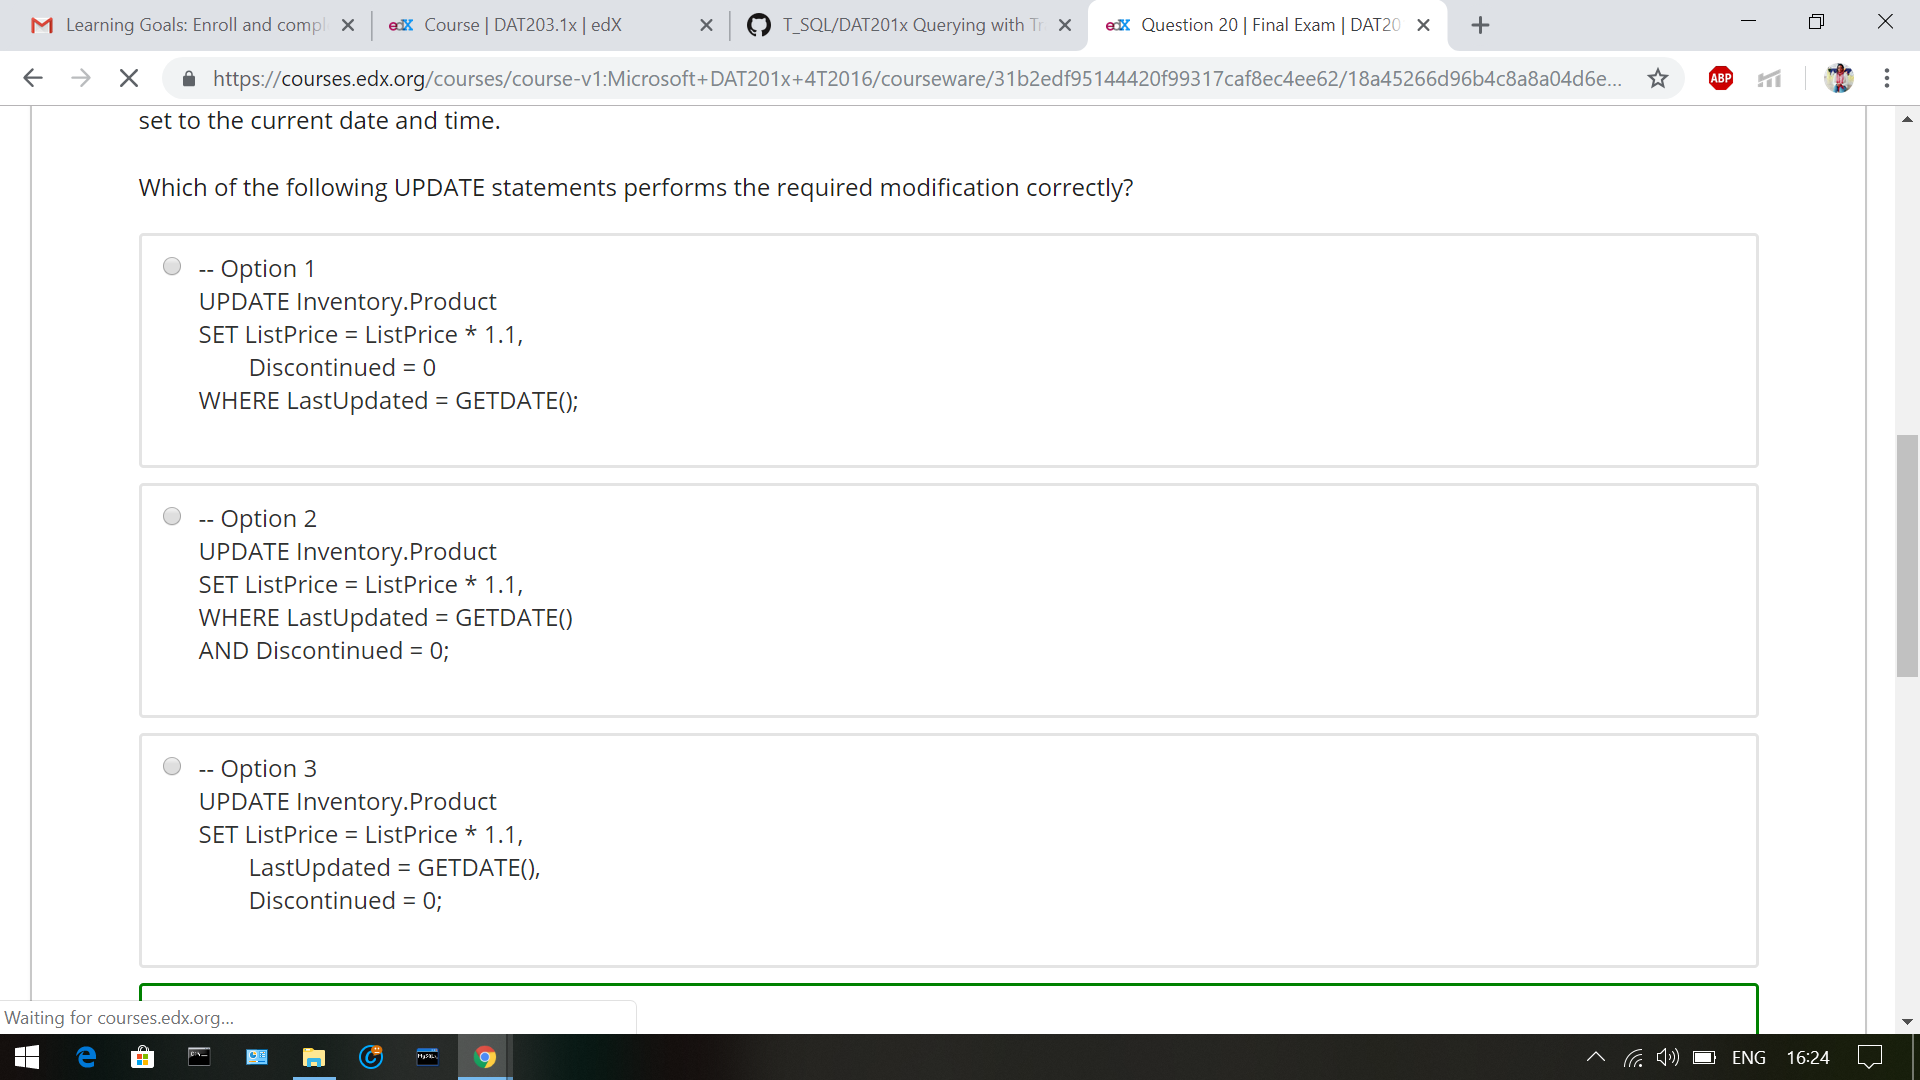 Learning Goals: Enroll and compl
Course | DAT203.1x | edX
T_SQL/DAT201x Querying with Tr
Question 20 | Final Exam | DAT20
https://courses.edx.org/courses/course-v1:Microsoft+DAT201x+4T2016/courseware/31b2edf95144420f99317caf8ec4ee62/18a45266d96b4c8a8a04d6e...
ABP
set to the current date and time.
Which of the following UPDATE statements performs the required modification correctly?
-- Option 1
UPDATE Inventory.Product
SET ListPrice = ListPrice * 1.1,
Discontinued = 0
WHERE LastUpdated = GETDATE();
-- Option 2
UPDATE Inventory.Product
SET ListPrice = ListPrice * 1.1,
WHERE LastUpdated = GETDATE()
AND Discontinued = 0;
-- Option 3
UPDATE Inventory.Product
SET ListPrice = ListPrice * 1.1,
LastUpdated = GETDATE(),
Discontinued = 0;
Waiting for courses.edx.org...
ENG
16:24